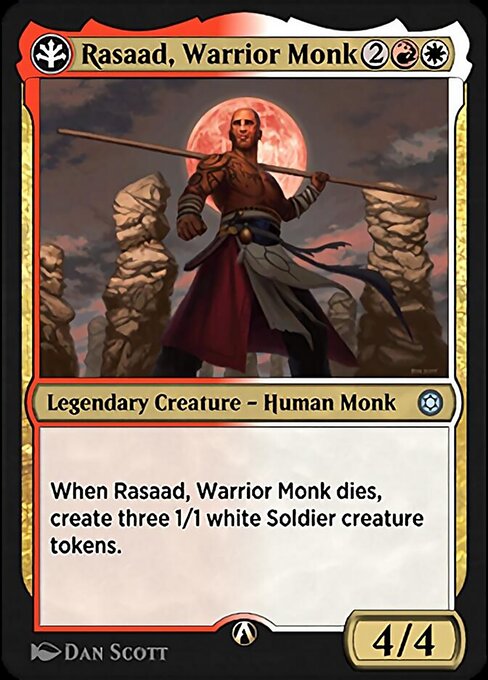 Rasaad, Warrior Monk 2
Legendary Creature – Human Monk
When Rasaad, Warrior Monk dies,
create three 1/1 white Soldier creature
tokens.
4/4
DAN SCOTT